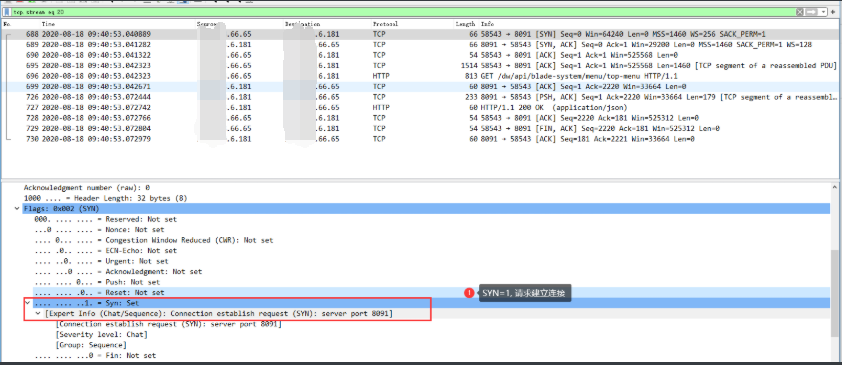 tcp.stream eq 20
No. Source Destination Protocol Length Info
688 2020-08-18 09:40:53.040889 .66.65 .6.181 TCP 66 58543 → 8091 [SYN] Seq=0 Win=64240 Len=0 MSS=1460 WS=256 SACK_PERM=1
689 2020-08-18 09:40:53.041282 .6.181 .66.65 TCP 66 8091 → 58543 [SYN, ACK] Seq=0 Ack=1 Win=29200 Len=0 MSS=1460 SACK_PERM=1 WS=128
690 2020-08-18 09:40:53.041322 .66.65 .6.181 TCP 54 58543 → 8091 [ACK] Seq=1 Ack=1 Win=525568 Len=0
695 2020-08-18 09:40:53.042323 .66.65 .6.181 TCP 1514 58543 → 8091 [ACK] Seq=1 Ack=1 Win=525568 Len=1460 [TCP segment of a reassembled PDU]
696 2020-08-18 09:40:53.042323 .66.65 .6.181 HTTP 813 GET /dw/api/blade-system/menu/top-menu HTTP/1.1
699 2020-08-18 09:40:53.042671 .6.181 .66.65 TCP 60 8091 → 58543 [ACK] Seq=1 Ack=2220 Win=33664 Len=0
726 2020-08-18 09:40:53.072444 .6.181 .66.65 TCP 233 8091 → 58543 [PSH, ACK] Seq=1 Ack=2220 Win=33664 Len=179 [TCP segment of a reassembl…
727 2020-08-18 09:40:53.072742 .6.181 .66.65 HTTP 60 HTTP/1.1 200 OK (application/json)
728 2020-08-18 09:40:53.072766 .66.65 .6.181 TCP 54 58543 → 8091 [ACK] Seq=2220 Ack=181 Win=525312 Len=0
729 2020-08-18 09:40:53.072804 .66.65 .6.181 TCP 54 58543 → 8091 [FIN, ACK] Seq=2220 Ack=181 Win=525312 Len=0
730 2020-08-18 09:40:53.072979 .6.181 .66.65 TCP 60 8091 → 58543 [ACK] Seq=181 Ack=2221 Win=33664 Len=0
Acknowledgment number (raw): 0
1000 .... = Header Length: 32 bytes (8)
Flags: 0x002 (SYN)
000. .... .... = Reserved: Not set
...0 .... .... = Nonce: Not set
.... 0... .... = Congestion Window Reduced (CWR): Not set
.... .0.. .... = ECN-Echo: Not set
.... ..0. .... = Urgent: Not set
.... ...0 .... = Acknowledgment: Not set
.... .... 0... = Push: Not set
.... .... .0.. = Reset: Not set
1 SYN=1, 请求建立连接
.... .... ..1. = Syn: Set
[Expert Info (Chat/Sequence): Connection establish request (SYN): server port 8091]
[Connection establish request (SYN): server port 8091]
[Severity level: Chat]
[Group: Sequence]
.... .... ...0 = Fin: Not set